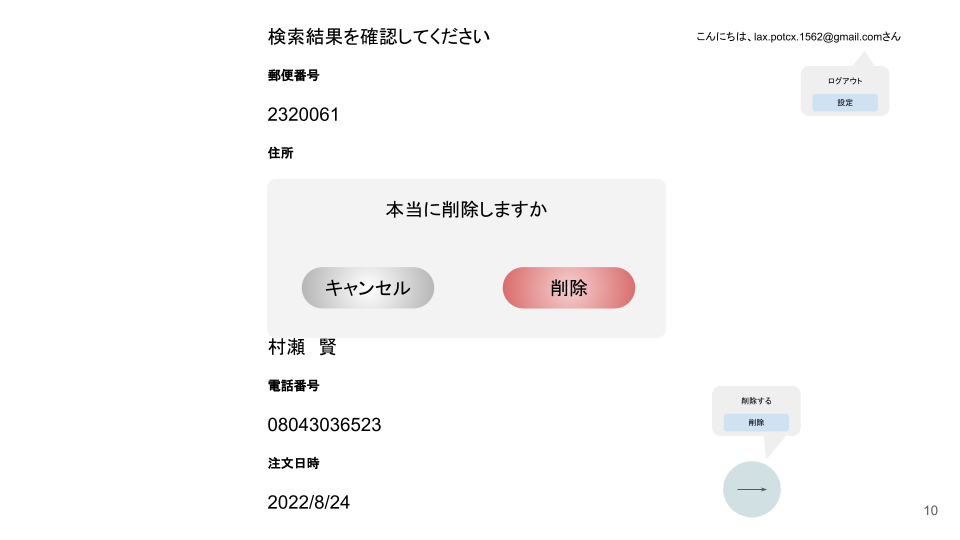 検索結果を確認してください
こんにちは、lax.potcx.1562@gmail.comさん
郵便番号
ログアウト
設定
2320061
住所
本当に削除しますか
キャンセル
削除
村瀬　賢
電話番号
削除する
削除
08043036523
注文日時
2022/8/24
10